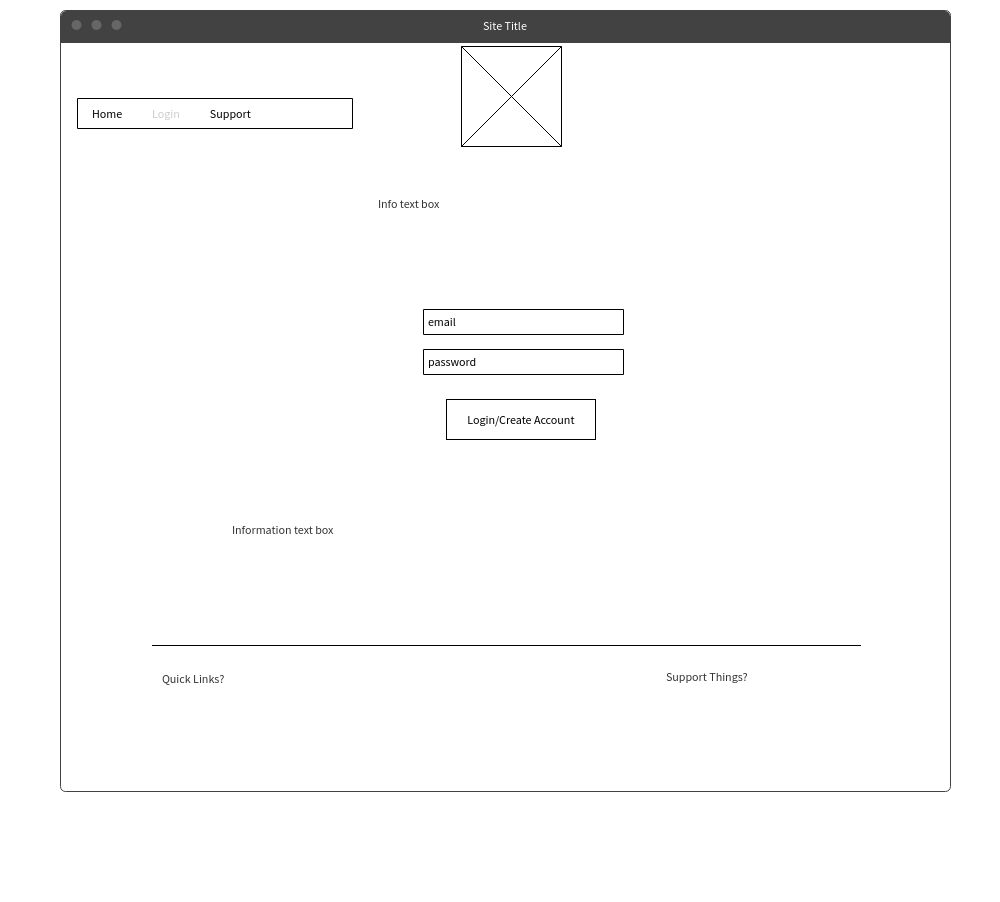 Site Title
Home Login Support
Info text box
email
password
Login/Create Account
Information text box
Quick Links? Support Things?